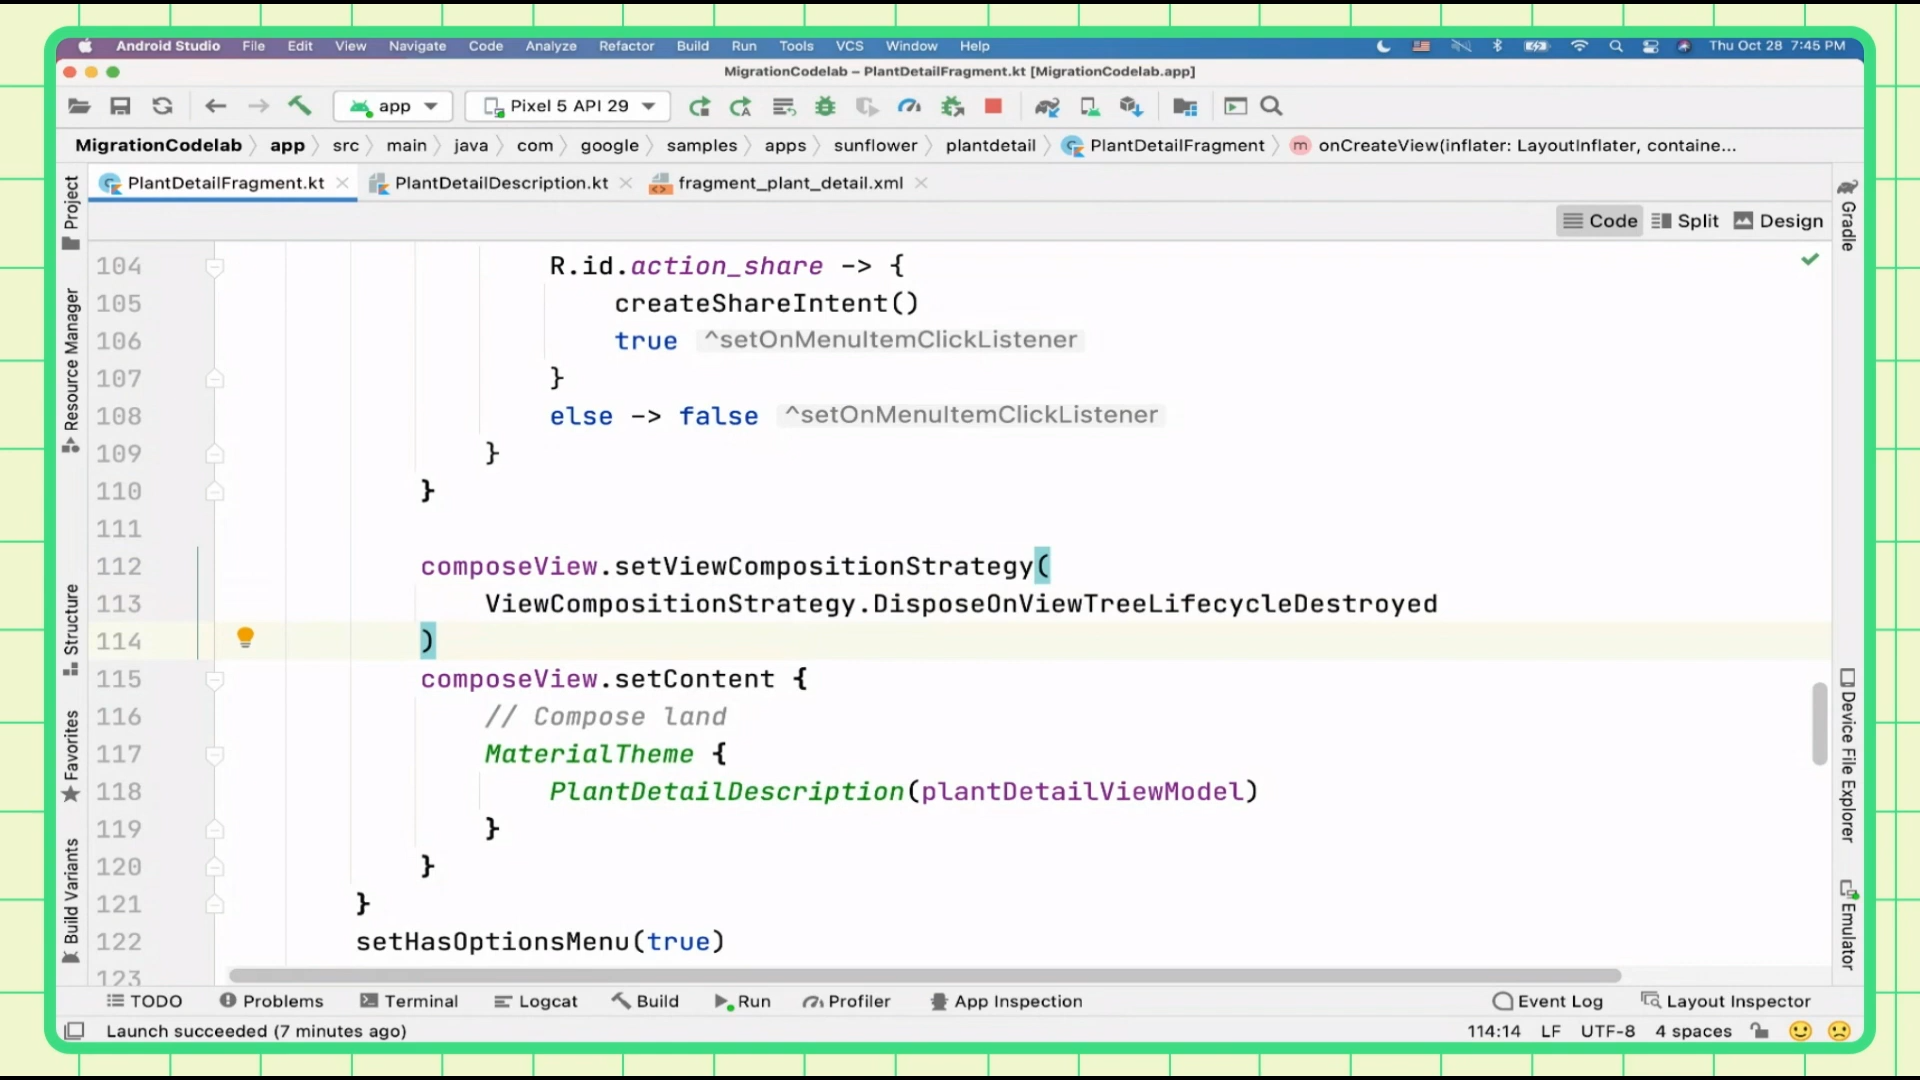 Android Studio File Edit View Navigate Code Analyze Refactor Build Run Tools VCS Window Help Thu Oct 28 7:45 PM
MigrationCodelab – PlantDetailFragment.kt [MigrationCodelab.app]
app Pixel 5 API 29
MigrationCodelab app src main java com google samples apps sunflower plantdetail PlantDetailFragment m onCreateView(inflater: LayoutInflater, containe...
PlantDetailFragment.kt PlantDetailDescription.kt fragment_plant_detail.xml
Code Split Design
Project
Resource Manager
Structure
Favorites
Build Variants
104 R.id.action_share -> {
105 createShareIntent()
106 true ^setOnMenuItemClickListener
107 }
108 else -> false ^setOnMenuItemClickListener
109 }
110 }
111
112 composeView.setViewCompositionStrategy(
113 ViewCompositionStrategy.DisposeOnViewTreeLifecycleDestroyed
114 )
115 composeView.setContent {
116 // Compose land
117 MaterialTheme {
118 PlantDetailDescription(plantDetailViewModel)
119 }
120 }
121 }
122 setHasOptionsMenu(true)
123
Gradle
Device File Explorer
Emulator
TODO Problems Terminal Logcat Build Run Profiler App Inspection Event Log Layout Inspector
Launch succeeded (7 minutes ago) 114:14 LF UTF-8 4 spaces